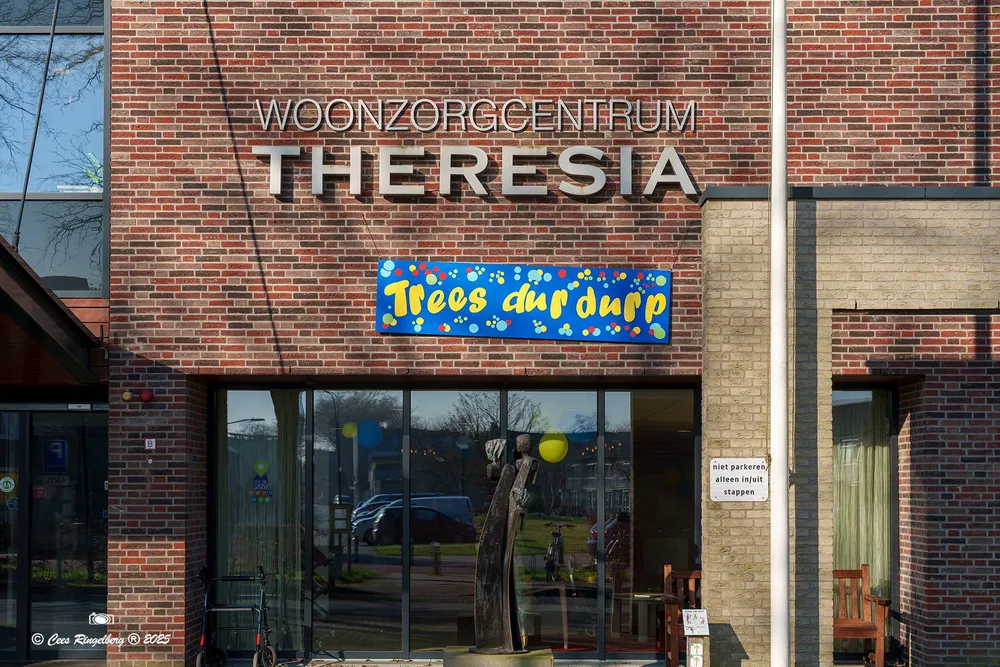 WOONZORGCENTRUM
THERESIA
Trees dur durp
B
niet parkeren
alleen in/uit
stappen
© Cees Ringelberg ® 2025